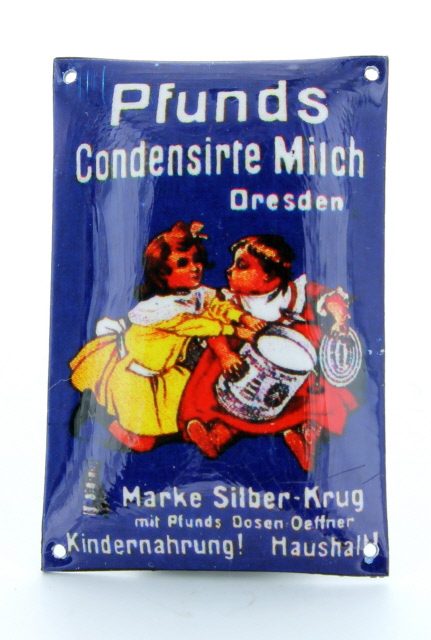 Pfunds
Condensirte Milch
Dresden
Marke Silber-Krug
mit Pfunds Dosen-Oeffner
Kindernahrung! Haushalt!